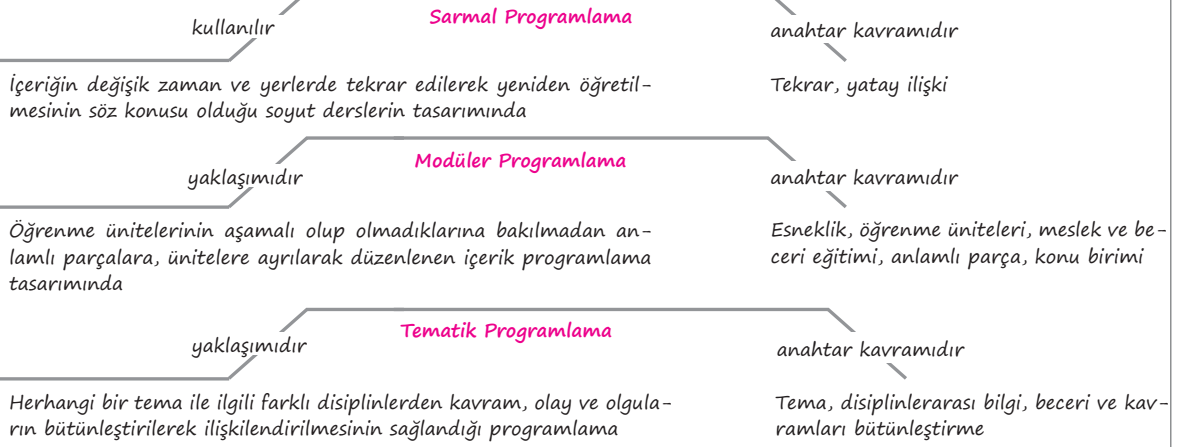 Sarmal Programlama
kullanılır
anahtar kavramıdır
İçeriğin değişik zaman ve yerlerde tekrar edilerek yeniden öğretil-
mesinin söz konusu olduğu soyut derslerin tasarımında
Tekrar, yatay ilişki
Modüler Programlama
yaklaşımıdır
anahtar kavramıdır
Öğrenme ünitelerinin aşamalı olup olmadıklarına bakılmadan an-
lamlı parçalara, ünitelere ayrılarak düzenlenen içerik programlama
tasarımında
Esneklik, öğrenme üniteleri, meslek ve be-
ceri eğitimi, anlamlı parça, konu birimi
Tematik Programlama
yaklaşımıdır
anahtar kavramıdır
Herhangi bir tema ile ilgili farklı disiplinlerden kavram, olay ve olgula-
rın bütünleştirilerek ilişkilendirilmesinin sağlandığı programlama
Tema, disiplinlerarası bilgi, beceri ve kav-
ramları bütünleştirme